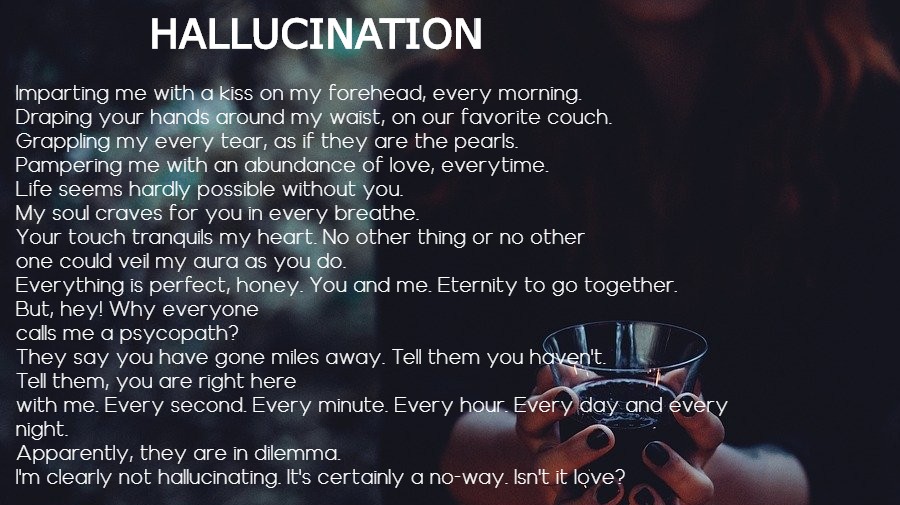 HALLUCINATION
Imparting me with a kiss on my forehead, every morning.
Draping your hands around my waist, on our favorite couch.
Grappling my every tear, as if they are the pearls.
Pampering me with an abundance of love, everytime.
Life seems hardly possible without you.
My soul craves for you in every breathe.
Your touch tranquils my heart. No other thing or no other
one could veil my aura as you do.
Everything is perfect, honey. You and me. Eternity to go together.
But, hey! Why everyone
calls me a psycopath?
They say you have gone miles away. Tell them you haven't.
Tell them, you are right here
with me. Every second. Every minute. Every hour. Every day and every
night.
Apparently, they are in dilemma.
I'm clearly not hallucinating. It's certainly a no-way. Isn't it love?